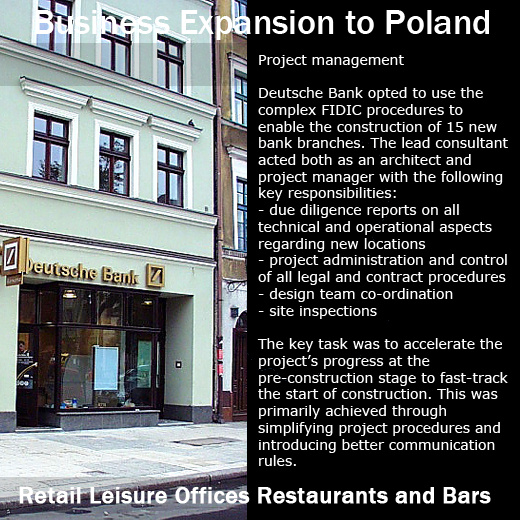 Business Expansion to Poland
Project management
Deutsche Bank opted to use the
complex FIDIC procedures to
enable the construction of 15 new
bank branches. The lead consultant
acted both as an architect and
project manager with the following
key responsibilities:
- due diligence reports on all
technical and operational aspects
regarding new locations
- project administration and control
of all legal and contract procedures
- design team co-ordination
- site inspections
The key task was to accelerate the
project’s progress at the
pre-construction stage to fast-track
the start of construction. This was
primarily achieved through
simplifying project procedures and
introducing better communication
rules.
Deutsche Bank
Retail Leisure Offices Restaurants and Bars